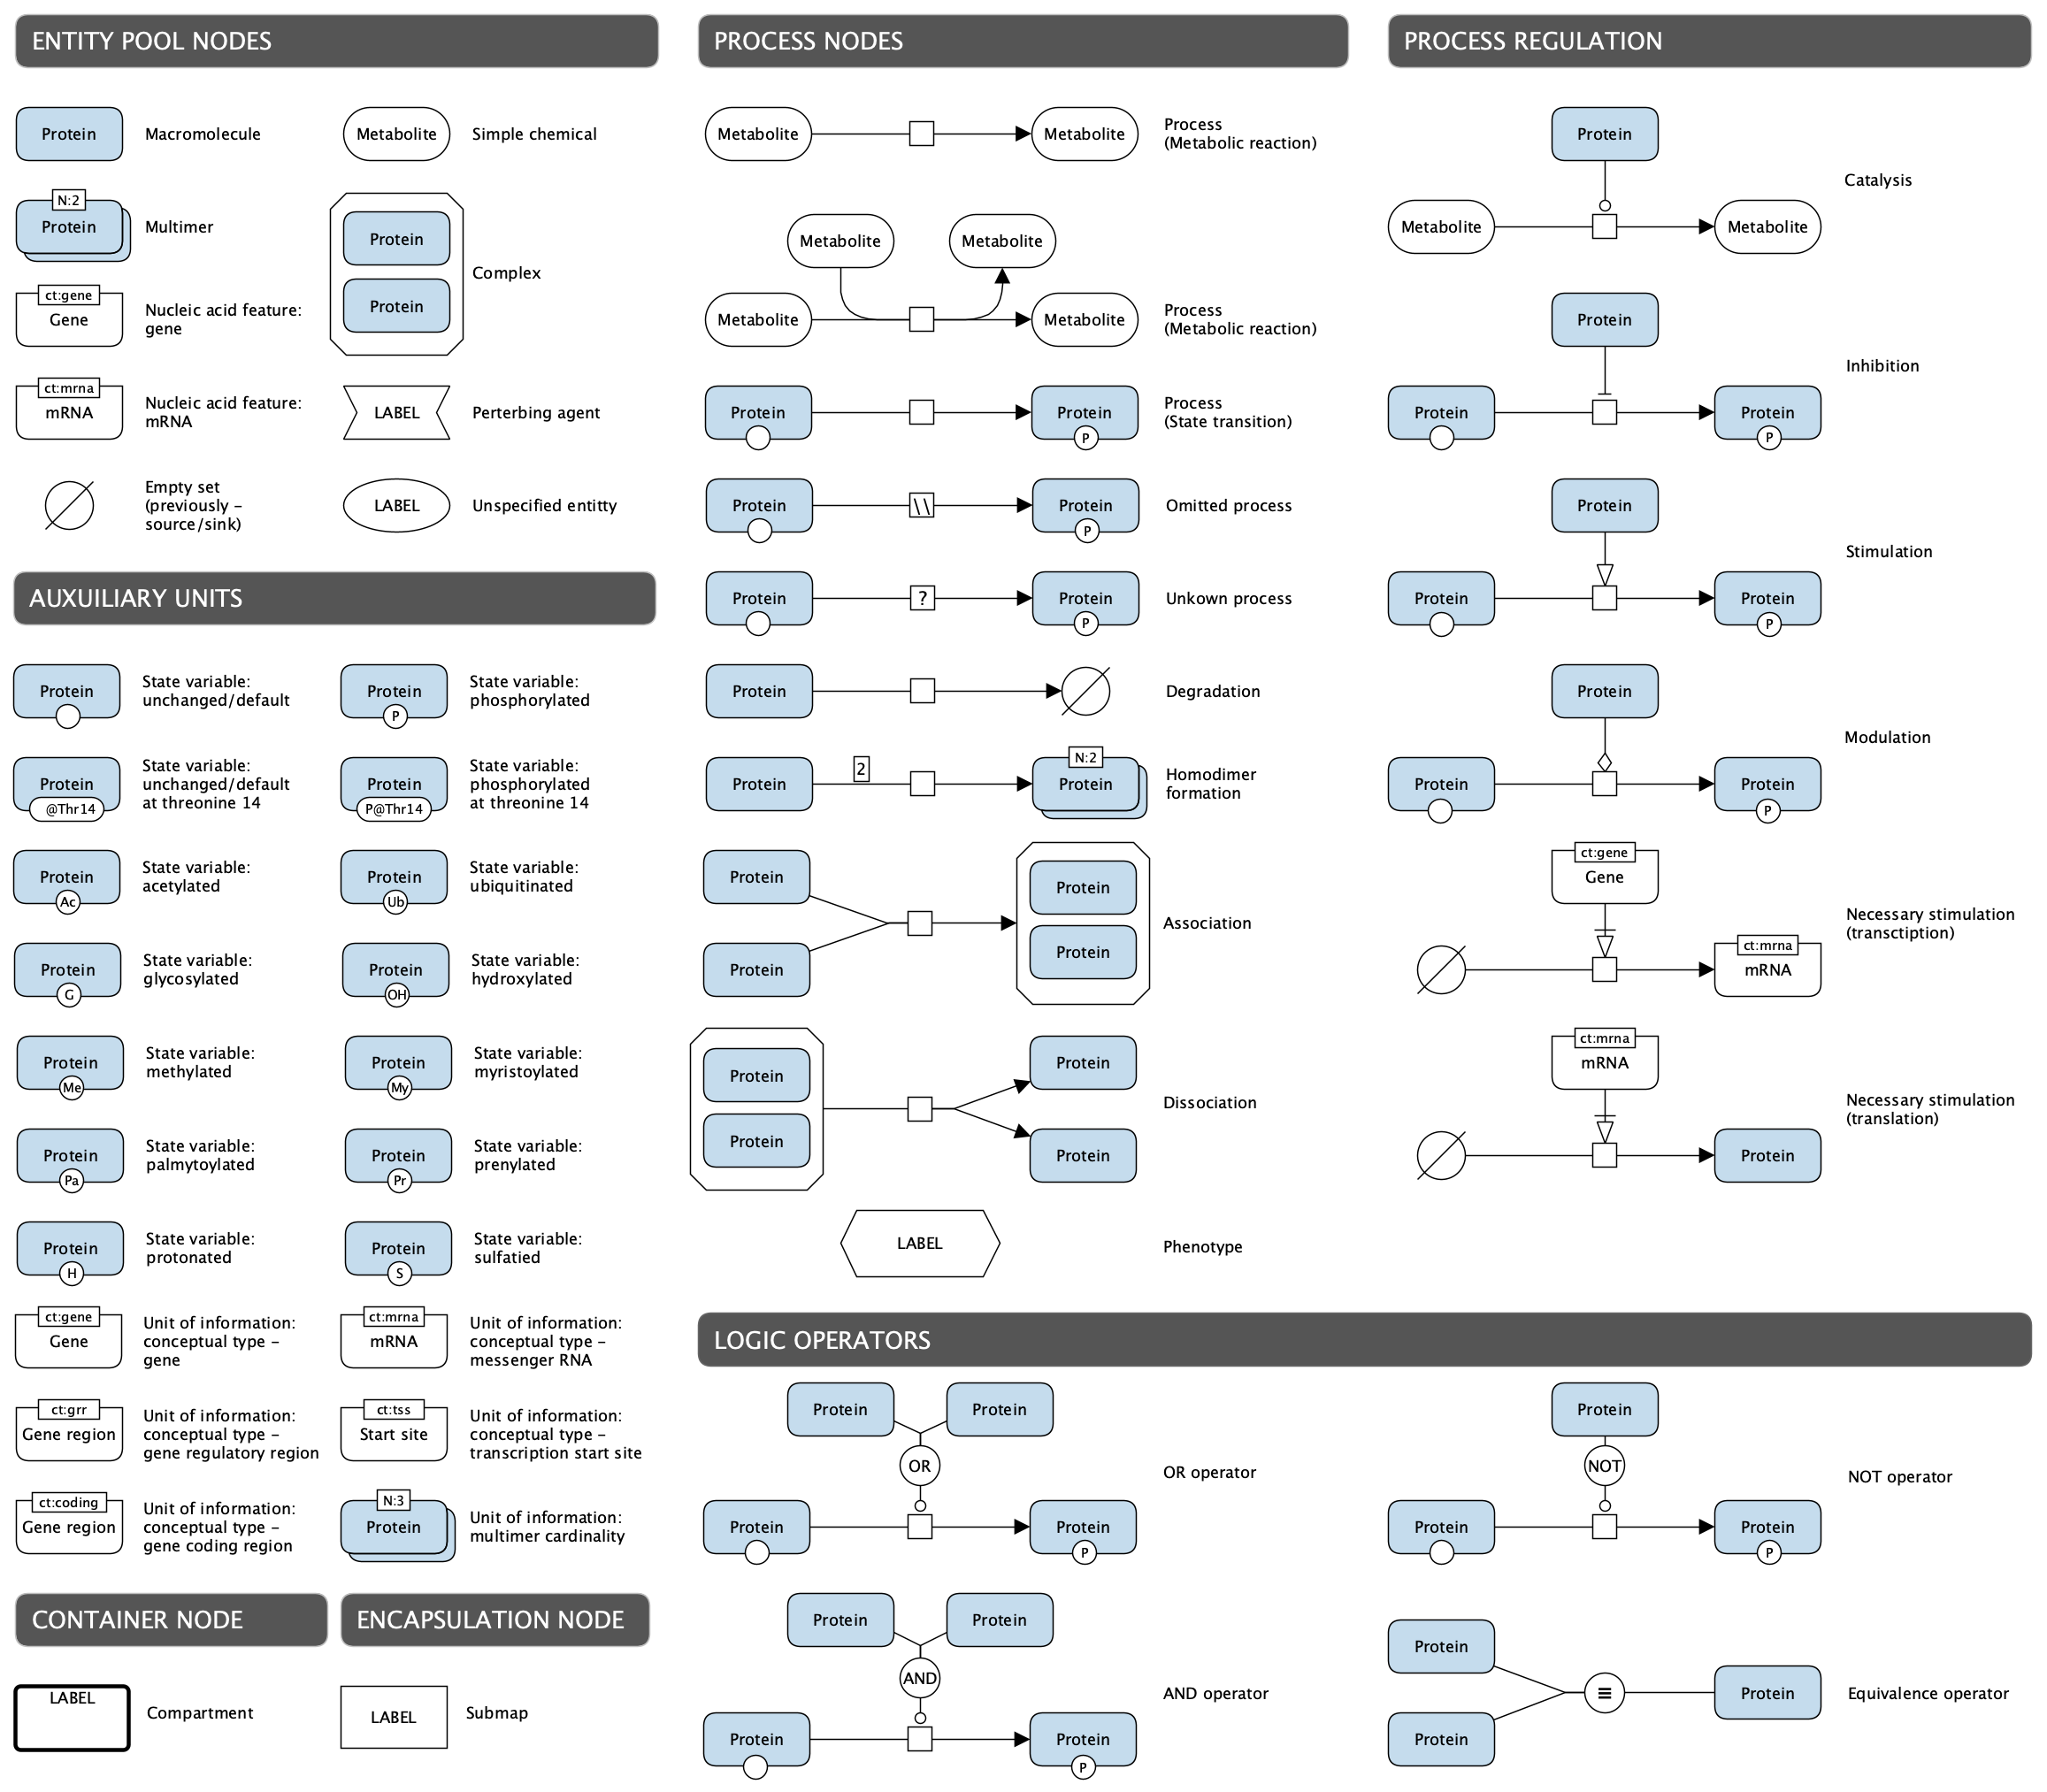 ENTITY POOL NODES
Protein
Macromolecule
Metabolite
Simple chemical
N:2
Protein
Multimer
Protein
Protein
Complex
ct:gene
Gene
Nucleic acid feature:
gene
ct:mrna
mRNA
Nucleic acid feature:
mRNA
LABEL
Perterbing agent
Empty set
(previously –
source/sink)
LABEL
Unspecified entitty
AUXUILIARY UNITS
Protein
State variable:
unchanged/default
Protein
P
State variable:
phosphorylated
Protein
@Thr14
State variable:
unchanged/default
at threonine 14
Protein
P@Thr14
State variable:
phosphorylated
at threonine 14
Protein
Ac
State variable:
acetylated
Protein
Ub
State variable:
ubiquitinated
Protein
G
State variable:
glycosylated
Protein
OH
State variable:
hydroxylated
Protein
Me
State variable:
methylated
Protein
My
State variable:
myristoylated
Protein
Pa
State variable:
palmytoylated
Protein
Pr
State variable:
prenylated
Protein
H
State variable:
protonated
Protein
S
State variable:
sulfatied
ct:gene
Gene
Unit of information:
conceptual type –
gene
ct:mrna
mRNA
Unit of information:
conceptual type –
messenger RNA
ct:grr
Gene region
Unit of information:
conceptual type –
gene regulatory region
ct:tss
Start site
Unit of information:
conceptual type –
transcription start site
ct:coding
Gene region
Unit of information:
conceptual type –
gene coding region
N:3
Protein
Unit of information:
multimer cardinality
CONTAINER NODE
LABEL
Compartment
ENCAPSULATION NODE
LABEL
Submap
PROCESS NODES
Metabolite
Metabolite
Process
(Metabolic reaction)
Metabolite
Metabolite
Metabolite
Metabolite
Process
(Metabolic reaction)
Protein
Protein
P
Process
(State transition)
Protein
\\
Protein
P
Omitted process
Protein
?
Protein
P
Unkown process
Protein
Degradation
Protein
2
N:2
Protein
Homodimer
formation
Protein
Protein
Protein
Protein
Association
Protein
Protein
Protein
Protein
Dissociation
LABEL
Phenotype
PROCESS REGULATION
Protein
Metabolite
Metabolite
Catalysis
Protein
Protein
Protein
P
Inhibition
Protein
Protein
Protein
P
Stimulation
Protein
Protein
Protein
P
Modulation
ct:gene
Gene
ct:mrna
mRNA
Necessary stimulation
(transctiption)
ct:mrna
mRNA
Protein
Necessary stimulation
(translation)
LOGIC OPERATORS
Protein
Protein
OR
Protein
Protein
P
OR operator
Protein
NOT
Protein
Protein
P
NOT operator
Protein
Protein
AND
Protein
Protein
P
AND operator
Protein
Protein
≡
Protein
Equivalence operator